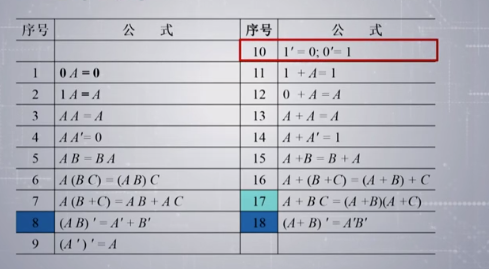 序号 公 式 序号 公 式
10 1′ = 0; 0′= 1
1 0 A = 0 11 1 + A= 1
2 1 A = A 12 0 + A = A
3 A A = A 13 A + A = A
4 A A′= 0 14 A + A′ = 1
5 A B = B A 15 A +B = B + A
6 A (B C) = (A B) C 16 A + (B +C) = (A + B) + C
7 A (B +C) = A B + A C 17 A + B C = (A +B)(A +C)
8 (A B) ′ = A′ + B′ 18 (A+ B) ′ = A′B′
9 (A ′ ) ′ = A